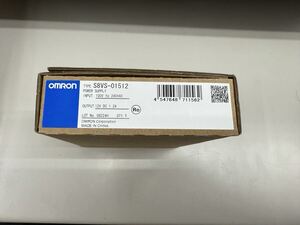 OMRON
TYPE S8VS-01512
POWER SUPPLY
INPUT 100V to 240VAC
OUTPUT 12V DC 1.2A
LOT No.
OMRON Corporation
MADE IN CHINA
4 547648 711562